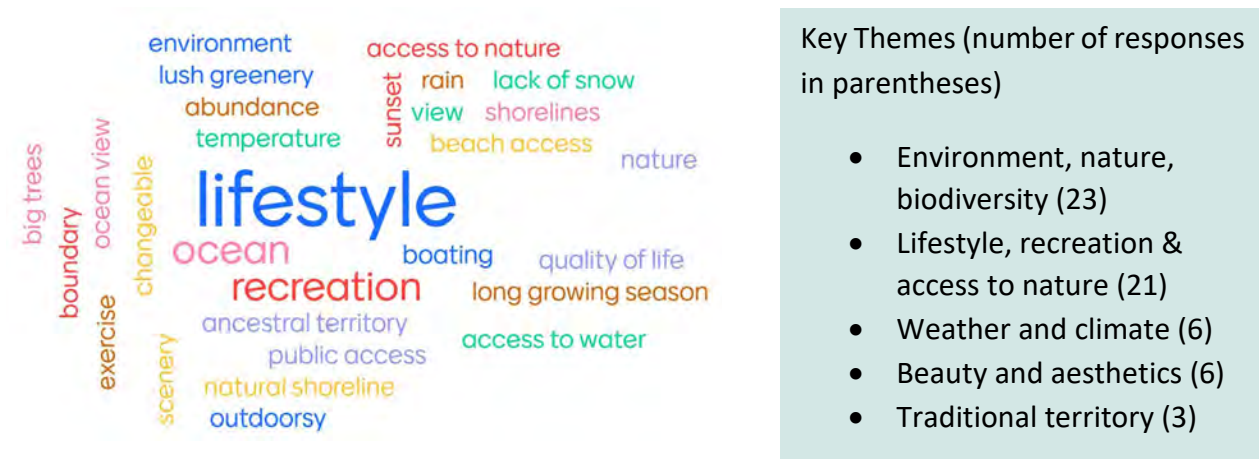 environment
access to nature
lush greenery
sunset
rain
lack of snow
abundance
view
shorelines
temperature
beach access
nature
big trees
ocean view
changeable
boundary
lifestyle
ocean
boating
quality of life
recreation
long growing season
exercise
ancestral territory
access to water
scenery
public access
natural shoreline
outdoorsy
Key Themes (number of responses
in parentheses)
• Environment, nature,
biodiversity (23)
• Lifestyle, recreation &
access to nature (21)
• Weather and climate (6)
• Beauty and aesthetics (6)
• Traditional territory (3)